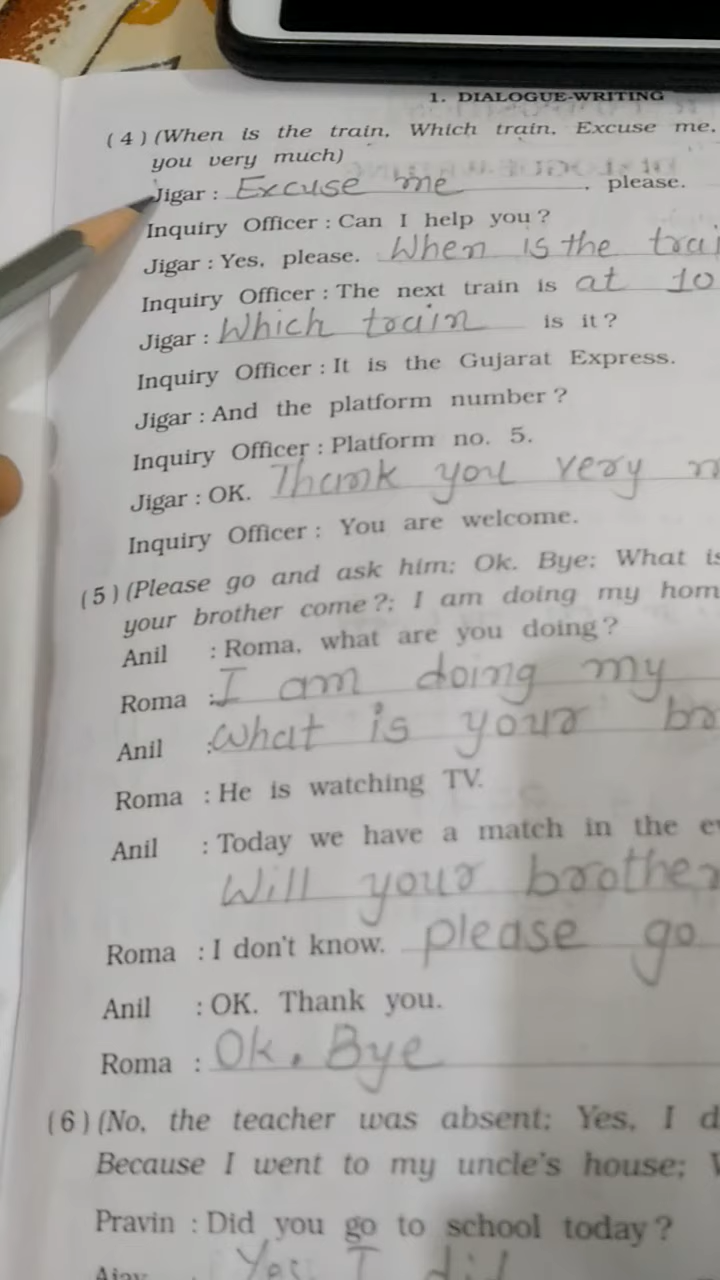 1. DIALOGUE-WRITING
(4) (When is the train, Which train, Excuse me,
you very much)
Jigar : Excuse me , please.
Inquiry Officer : Can I help you?
Jigar : Yes, please. When is the
Inquiry Officer : The next train is at 10
Jigar : Which train is it?
Inquiry Officer : It is the Gujarat Express.
Jigar : And the platform number?
Inquiry Officer : Platform no. 5.
Jigar : OK. Thank you very
Inquiry Officer : You are welcome.
(5) (Please go and ask him; Ok. Bye; What is
your brother come?; I am doing my hom
Anil : Roma, what are you doing?
Roma : I am doing my
Anil : What is your br
Roma : He is watching TV.
Anil : Today we have a match in the
Will your brother
Roma : I don't know. please go
Anil : OK. Thank you.
Roma : Ok. Bye
(6) (No, the teacher was absent; Yes, I d
Because I went to my uncle's house;
Pravin : Did you go to school today?
Yes I did